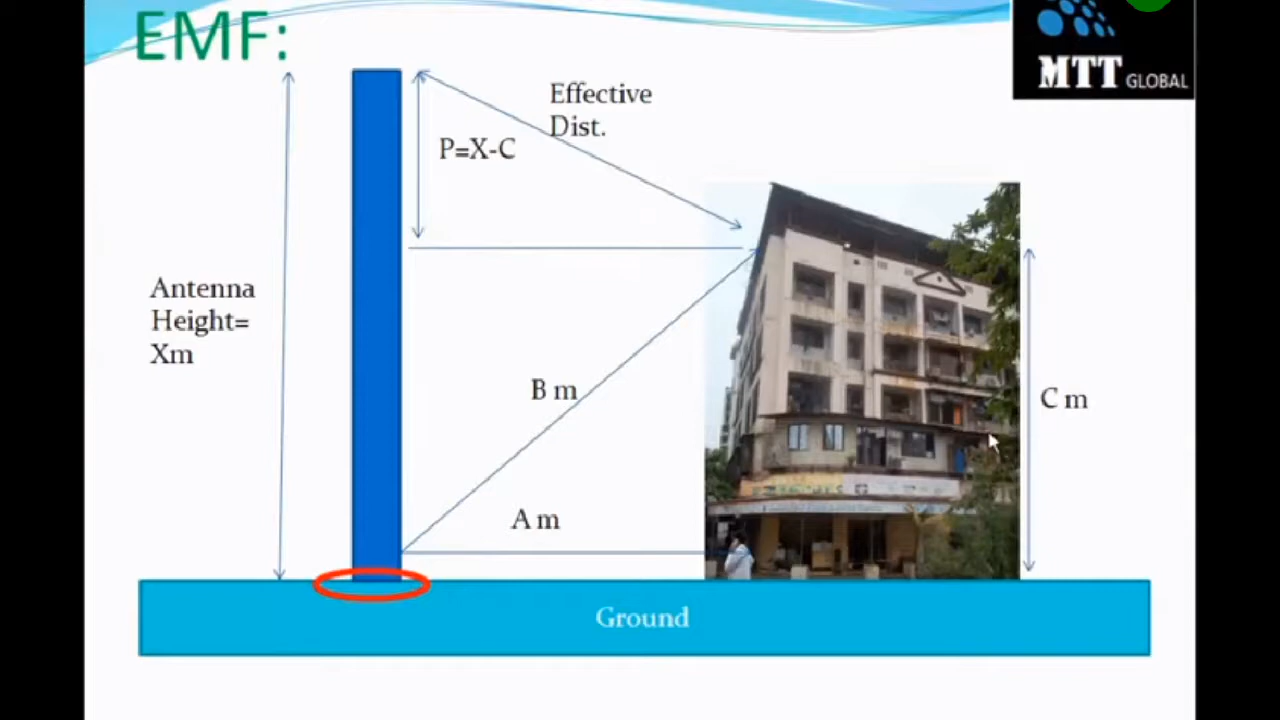 EMF:
MTT GLOBAL
Effective
Dist.
P=X-C
Antenna
Height=
Xm
B m
C m
A m
Ground